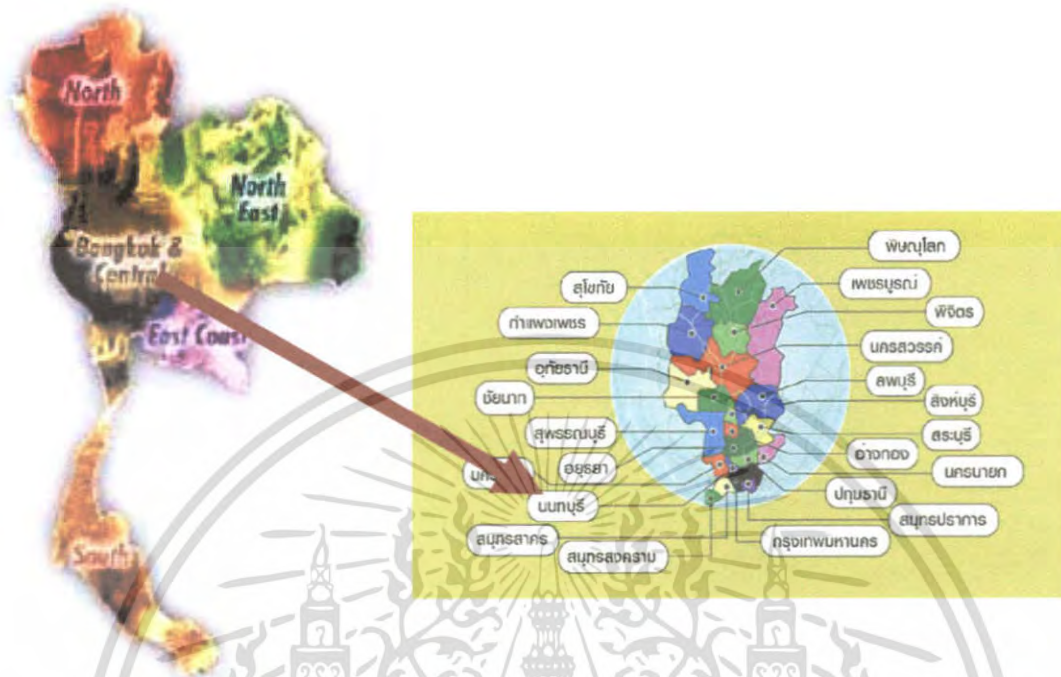 North
North
East
Bangkok &
Central
East Coast
South
พิษณุโลก
สุโขทัย
เพชรบูรณ์
กำแพงเพชร
พิจิตร
นครสวรรค์
อุทัยธานี
ลพบุรี
ชัยนาท
สิงห์บุรี
สุพรรณบุรี
สระบุรี
อ่างทอง
อยุธยา
นครนายก
นคร
ปทุมธานี
นนทบุรี
สมุทรปราการ
สมุทรสาคร
กรุงเทพมหานคร
สมุทรสงคราม